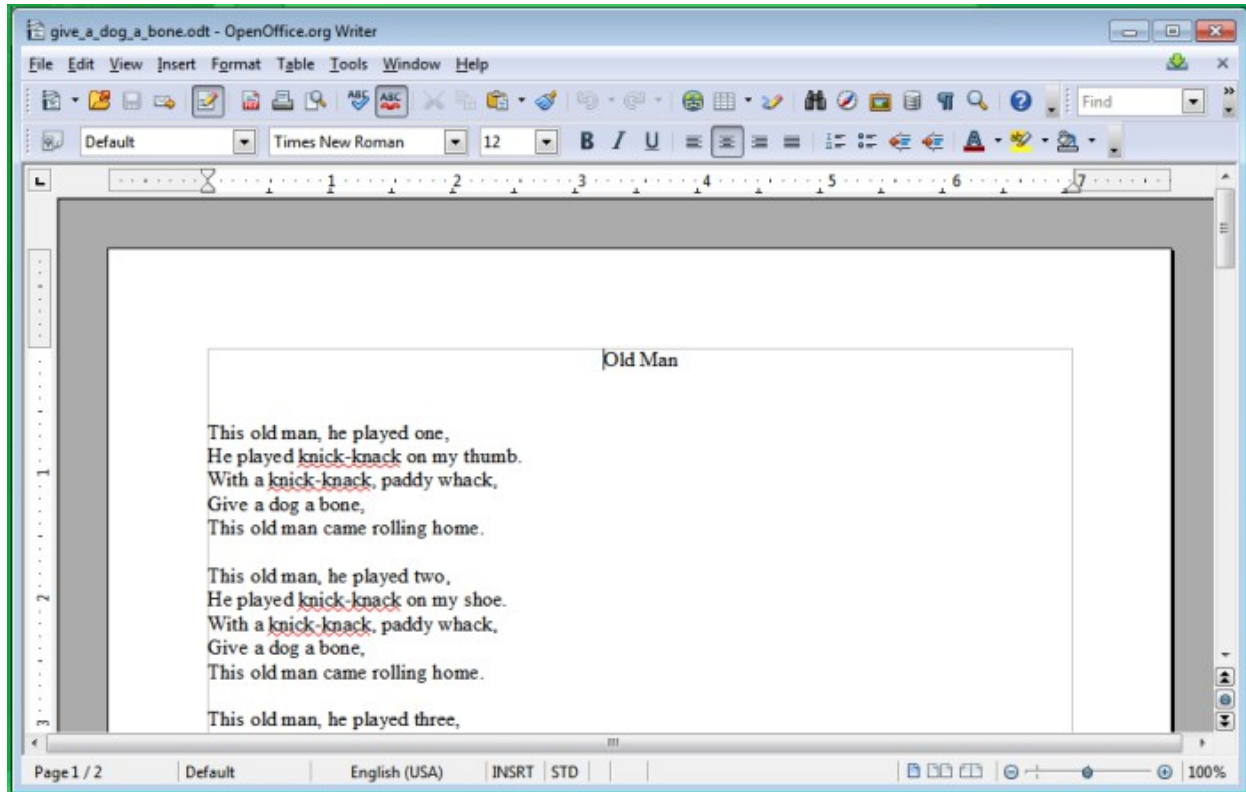 give_a_dog_a_bone.odt - OpenOffice.org Writer
File Edit View Insert Format Table Tools Window Help
ABC ABC Find
Default Times New Roman 12 B I U A
1 2 3 4 5 6 7
Old Man
This old man, he played one,
He played knick-knack on my thumb.
With a knick-knack, paddy whack,
Give a dog a bone,
This old man came rolling home.
This old man, he played two,
He played knick-knack on my shoe.
With a knick-knack, paddy whack,
Give a dog a bone,
This old man came rolling home.
This old man, he played three,
1
2
3
Page 1 / 2 Default English (USA) INSRT STD 100%